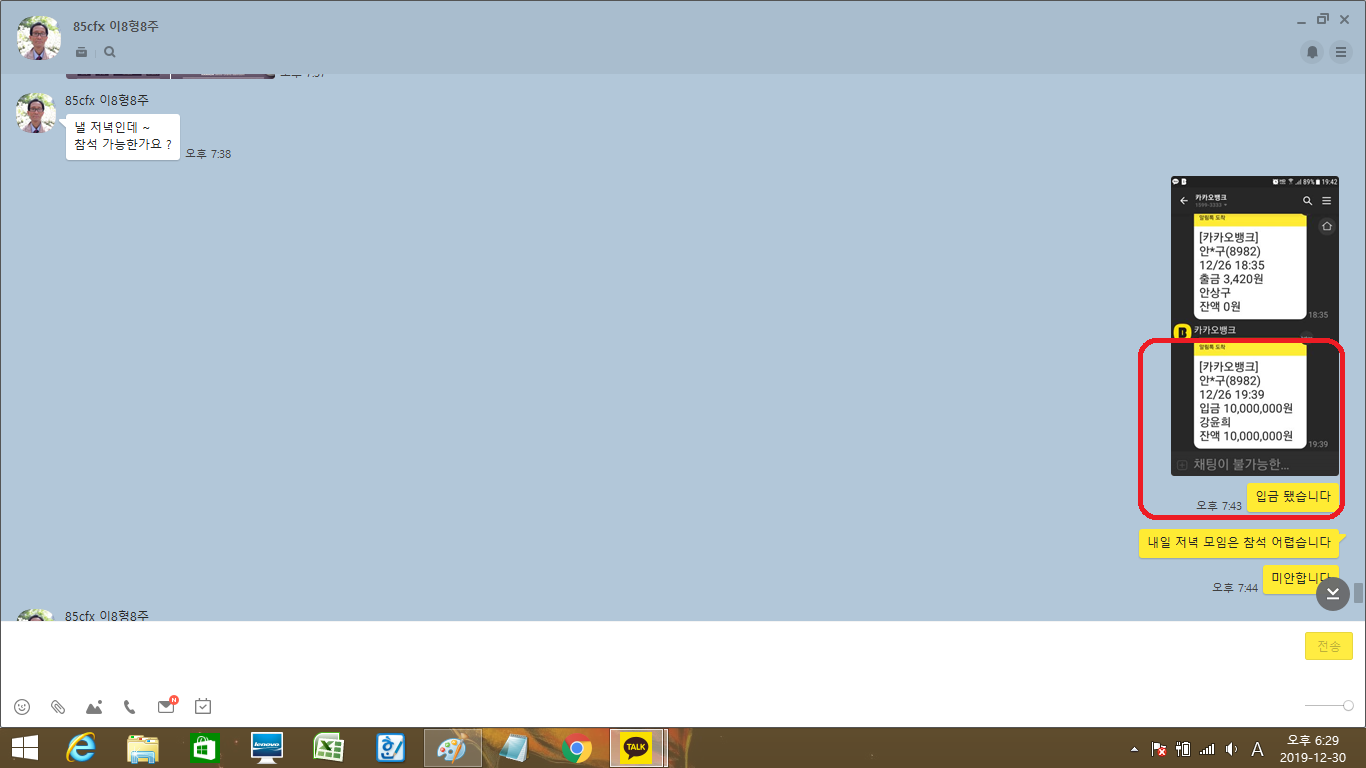 85cfx 이8형8주
오후 7:37
85cfx 이8형8주
낼 저녁인데 ~
참석 가능한가요 ?
오후 7:38
89% 19:42
카카오뱅크
1599-3333
알림톡 도착
[카카오뱅크]
안*구(8982)
12/26 18:35
출금 3,420원
안상구
잔액 0원
18:35
카카오뱅크
알림톡 도착
[카카오뱅크]
안*구(8982)
12/26 19:39
입금 10,000,000원
강윤희
잔액 10,000,000원
19:39
채팅이 불가능한...
입금 됐습니다
오후 7:43
내일 저녁 모임은 참석 어렵습니다
미안합니다
오후 7:44
85cfx 이8형8주
전송
N
lenovo
TALK
A
오후 6:29
2019-12-30